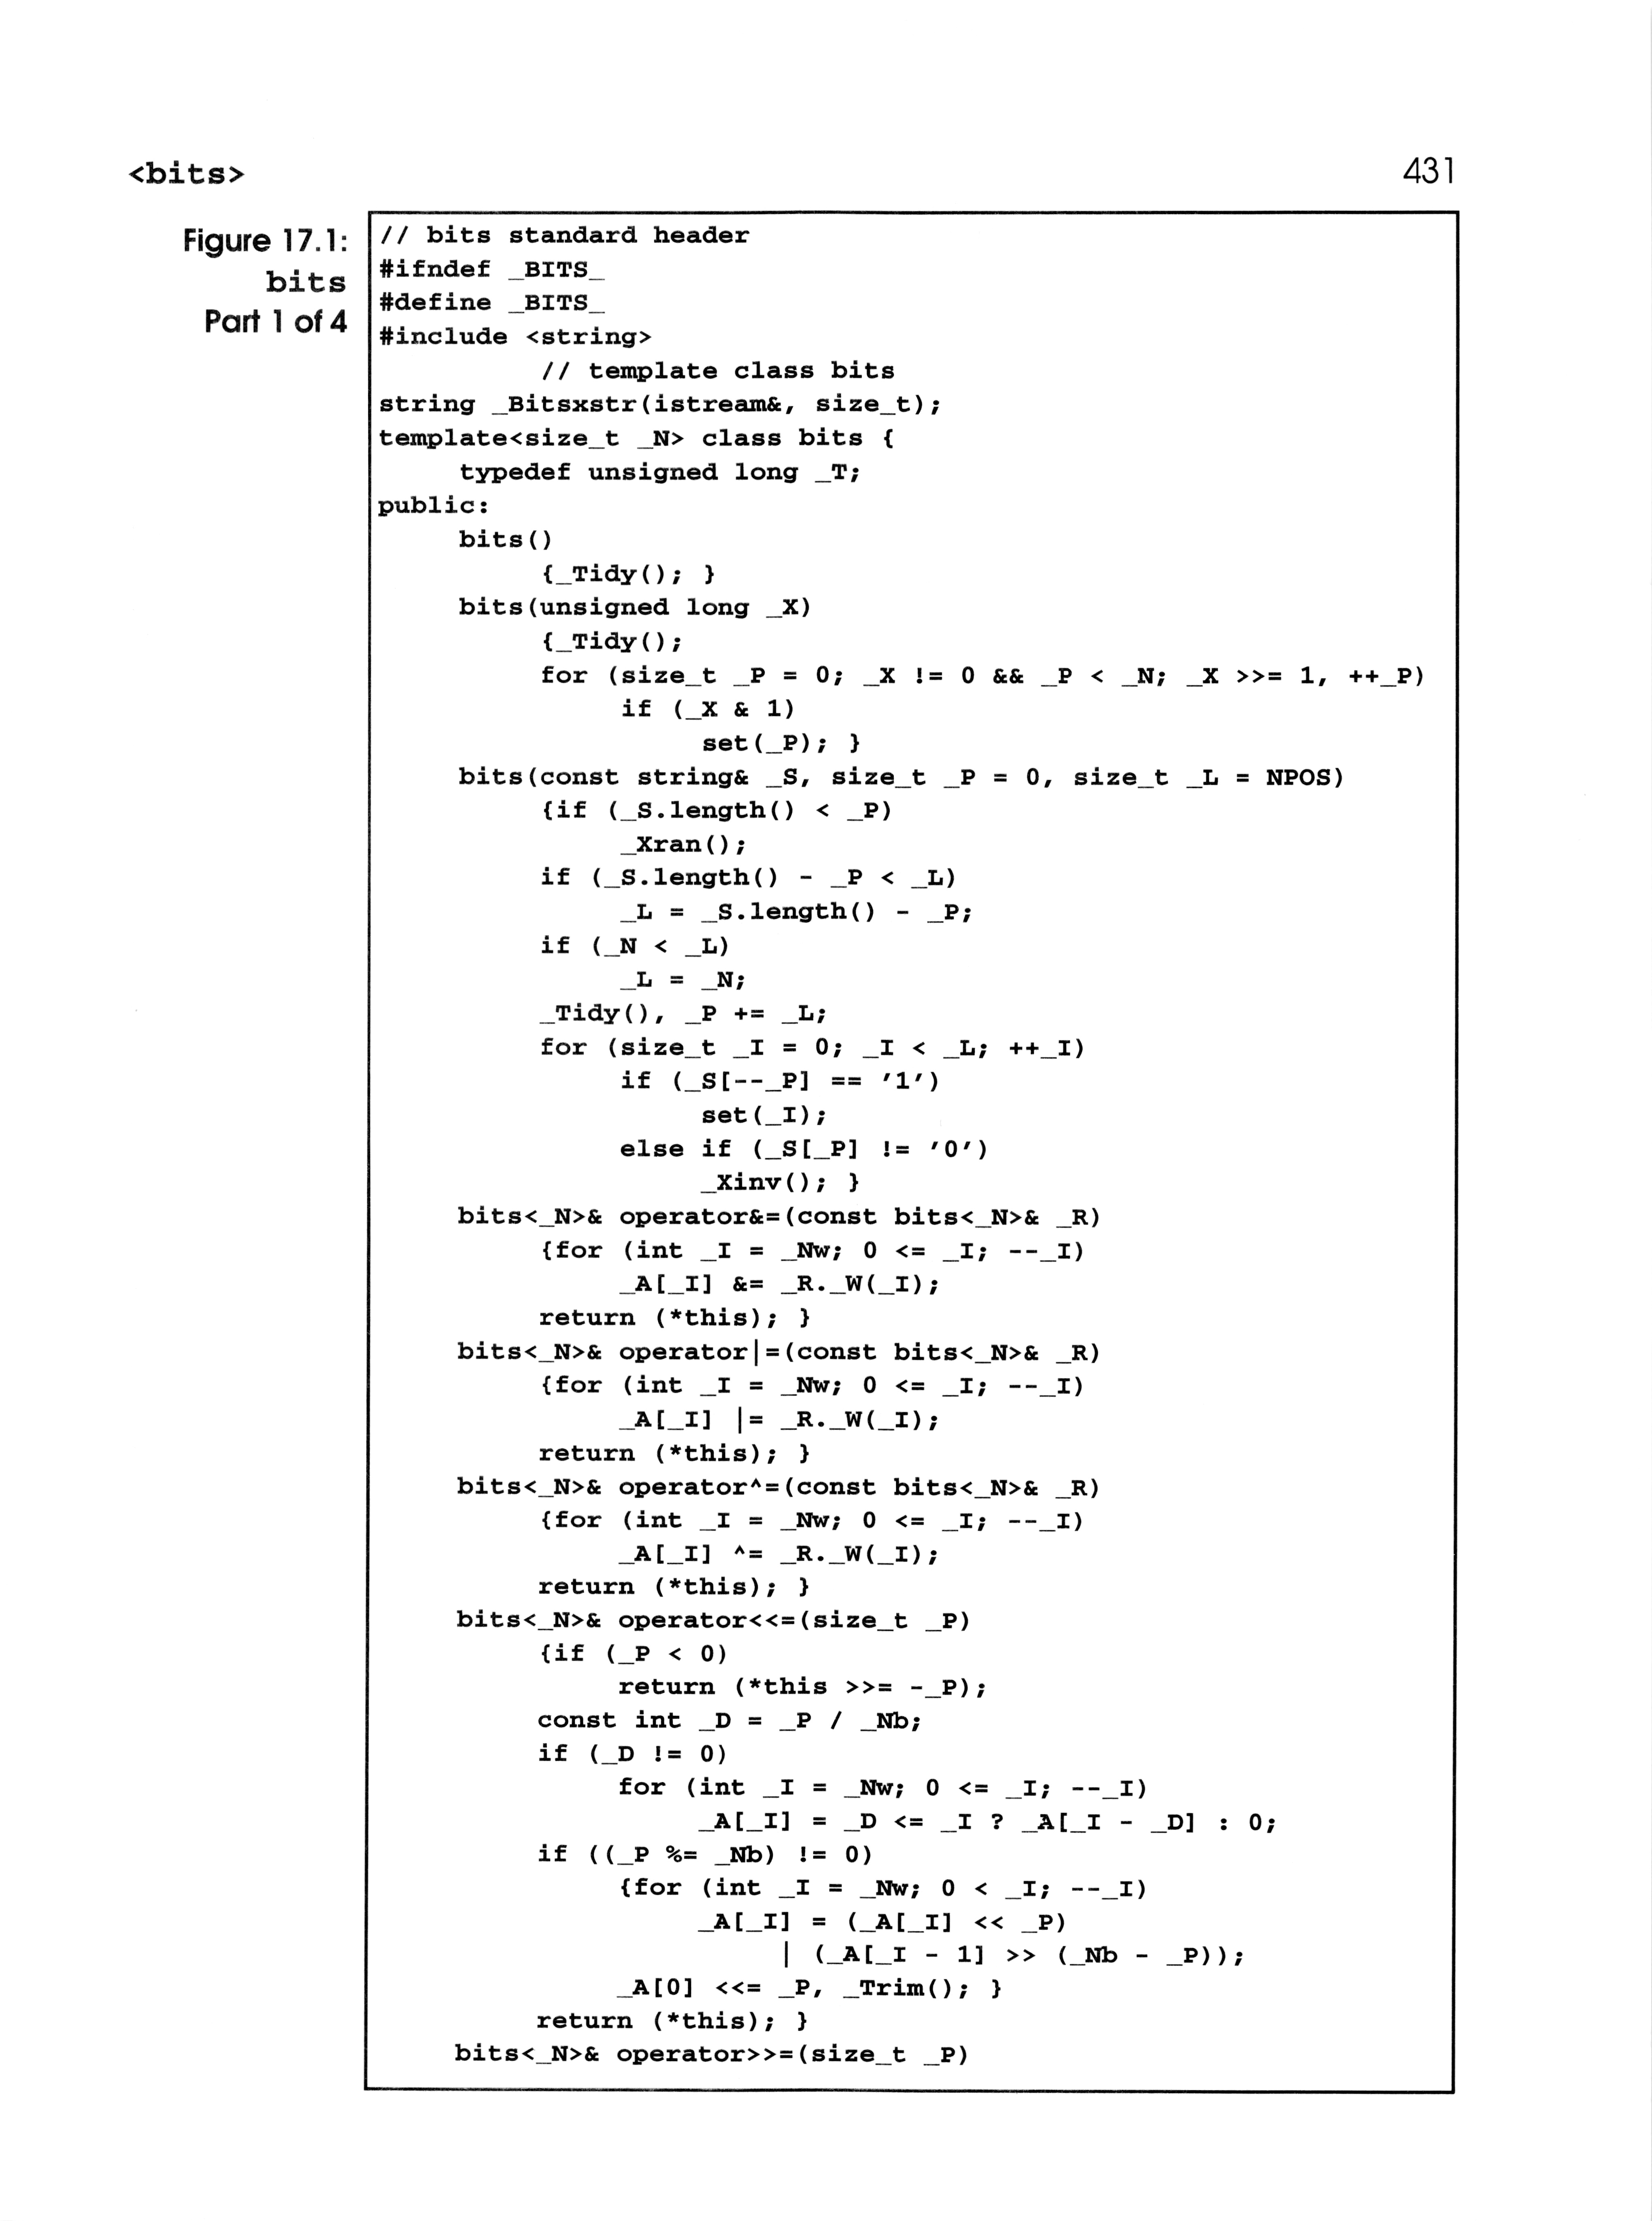 <bits>
431
Figure 17.1:
bits
Part 1 of 4
// bits standard header
#ifndef _BITS_
#define _BITS_
#include <string>
// template class bits
string _Bitsxstr(istream&, size_t);
template<size_t _N> class bits {
typedef unsigned long _T;
public:
bits()
{_Tidy(); }
bits(unsigned long _X)
{_Tidy();
for (size_t _P = 0; _X != 0 && _P < _N; _X >>= 1, ++_P)
if (_X & 1)
set(_P); }
bits(const string& _S, size_t _P = 0, size_t _L = NPOS)
{if (_S.length() < _P)
_Xran();
if (_S.length() - _P < _L)
_L = _S.length() - _P;
if (_N < _L)
_L = _N;
_Tidy(), _P += _L;
for (size_t _I = 0; _I < _L; ++_I)
if (_S[--_P] == '1')
set(_I);
else if (_S[_P] != '0')
_Xinv(); }
bits<_N>& operator&=(const bits<_N>& _R)
{for (int _I = _Nw; 0 <= _I; --_I)
_A[_I] &= _R._W(_I);
return (*this); }
bits<_N>& operator|=(const bits<_N>& _R)
{for (int _I = _Nw; 0 <= _I; --_I)
_A[_I] |= _R._W(_I);
return (*this); }
bits<_N>& operator^=(const bits<_N>& _R)
{for (int _I = _Nw; 0 <= _I; --_I)
_A[_I] ^= _R._W(_I);
return (*this); }
bits<_N>& operator<<=(size_t _P)
{if (_P < 0)
return (*this >>= -_P);
const int _D = _P / _Nb;
if (_D != 0)
for (int _I = _Nw; 0 <= _I; --_I)
_A[_I] = _D <= _I ? _A[_I - _D] : 0;
if ((_P %= _Nb) != 0)
{for (int _I = _Nw; 0 < _I; --_I)
_A[_I] = (_A[_I] << _P)
| (_A[_I - 1] >> (_Nb - _P));
_A[0] <<= _P, _Trim(); }
return (*this); }
bits<_N>& operator>>=(size_t _P)